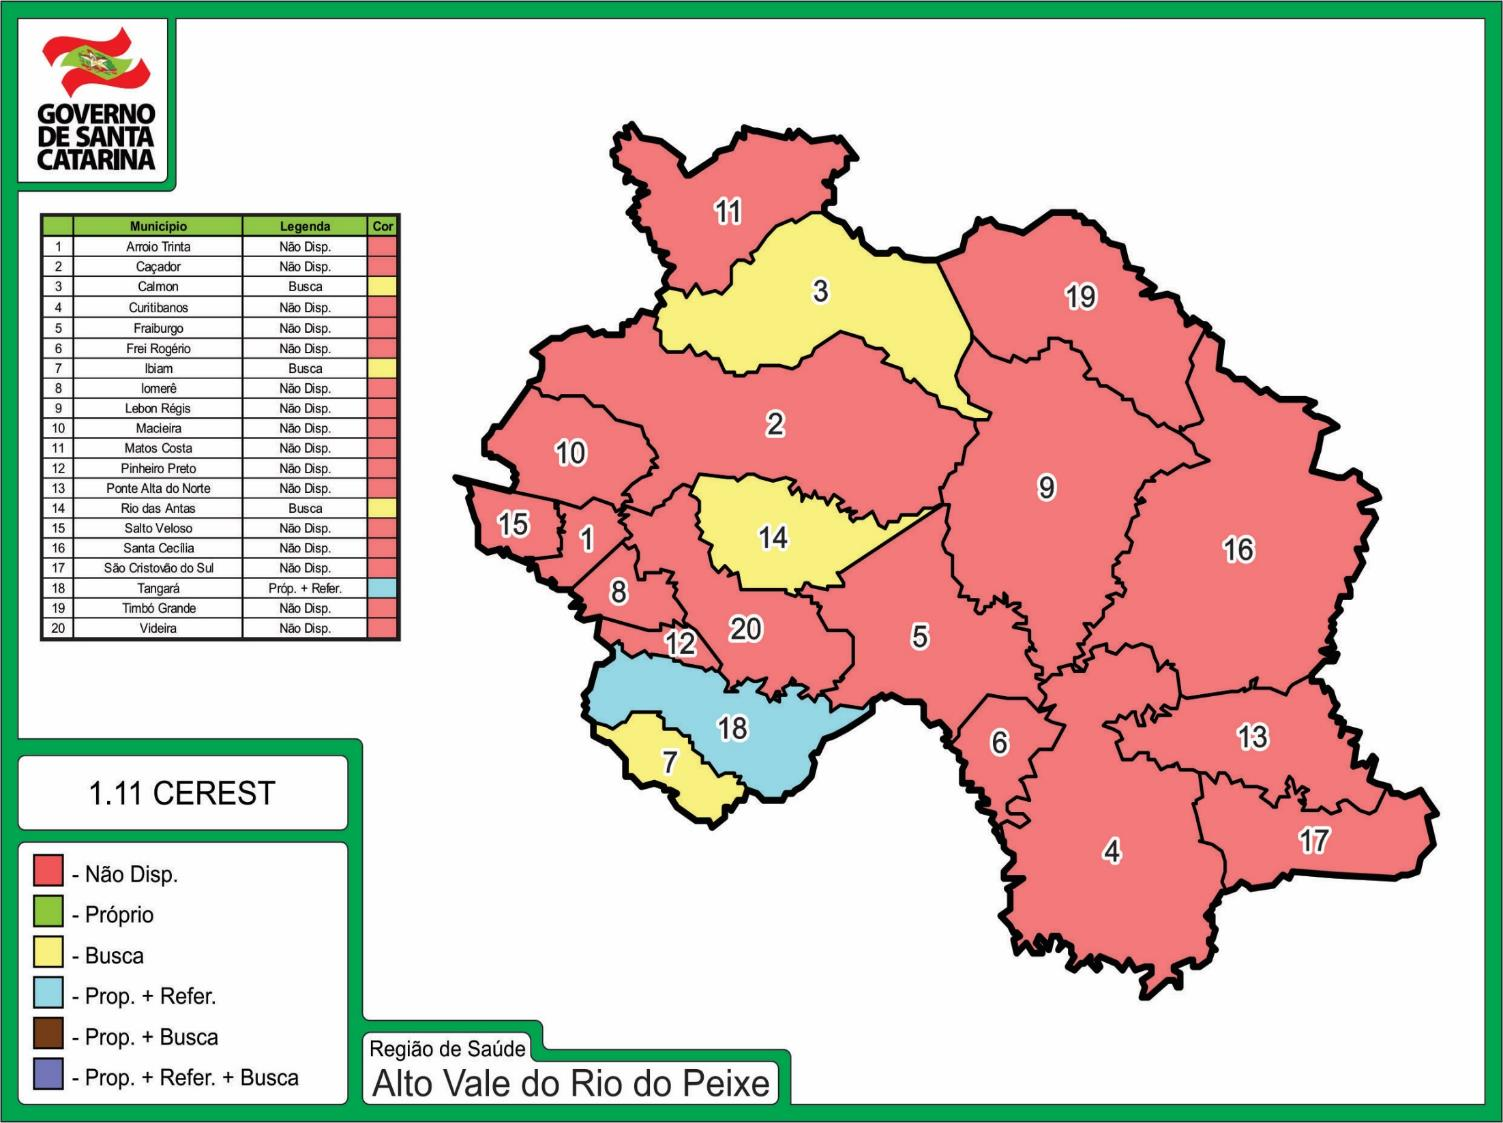 GOVERNO
DE SANTA
CATARINA
Município Legenda Cor
1 Arroio Trinta Não Disp.
2 Caçador Não Disp.
3 Calmon Busca
4 Curitibanos Não Disp.
5 Fraiburgo Não Disp.
6 Frei Rogério Não Disp.
7 Ibiam Busca
8 Iomerê Não Disp.
9 Lebon Régis Não Disp.
10 Macieira Não Disp.
11 Matos Costa Não Disp.
12 Pinheiro Preto Não Disp.
13 Ponte Alta do Norte Não Disp.
14 Rio das Antas Busca
15 Salto Veloso Não Disp.
16 Santa Cecília Não Disp.
17 São Cristovão do Sul Não Disp.
18 Tangará Próp. + Refer.
19 Timbó Grande Não Disp.
20 Videira Não Disp.
11
3
19
2
10
9
15
1
14
16
8
20
12
5
18
7
6
13
4
17
1.11 CEREST
- Não Disp.
- Próprio
- Busca
- Prop. + Refer.
- Prop. + Busca
- Prop. + Refer. + Busca
Região de Saúde
Alto Vale do Rio do Peixe